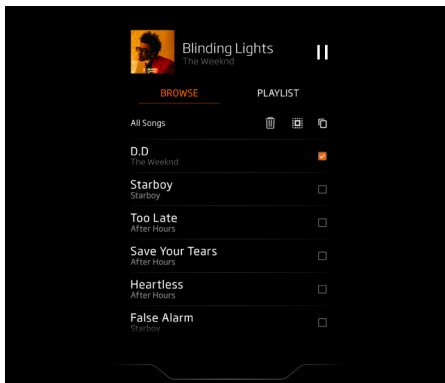 Blinding Lights
The Weeknd
BROWSE PLAYLIST
All Songs
D.D
The Weeknd
Starboy
Starboy
Too Late
After Hours
Save Your Tears
After Hours
Heartless
After Hours
False Alarm
Starboy